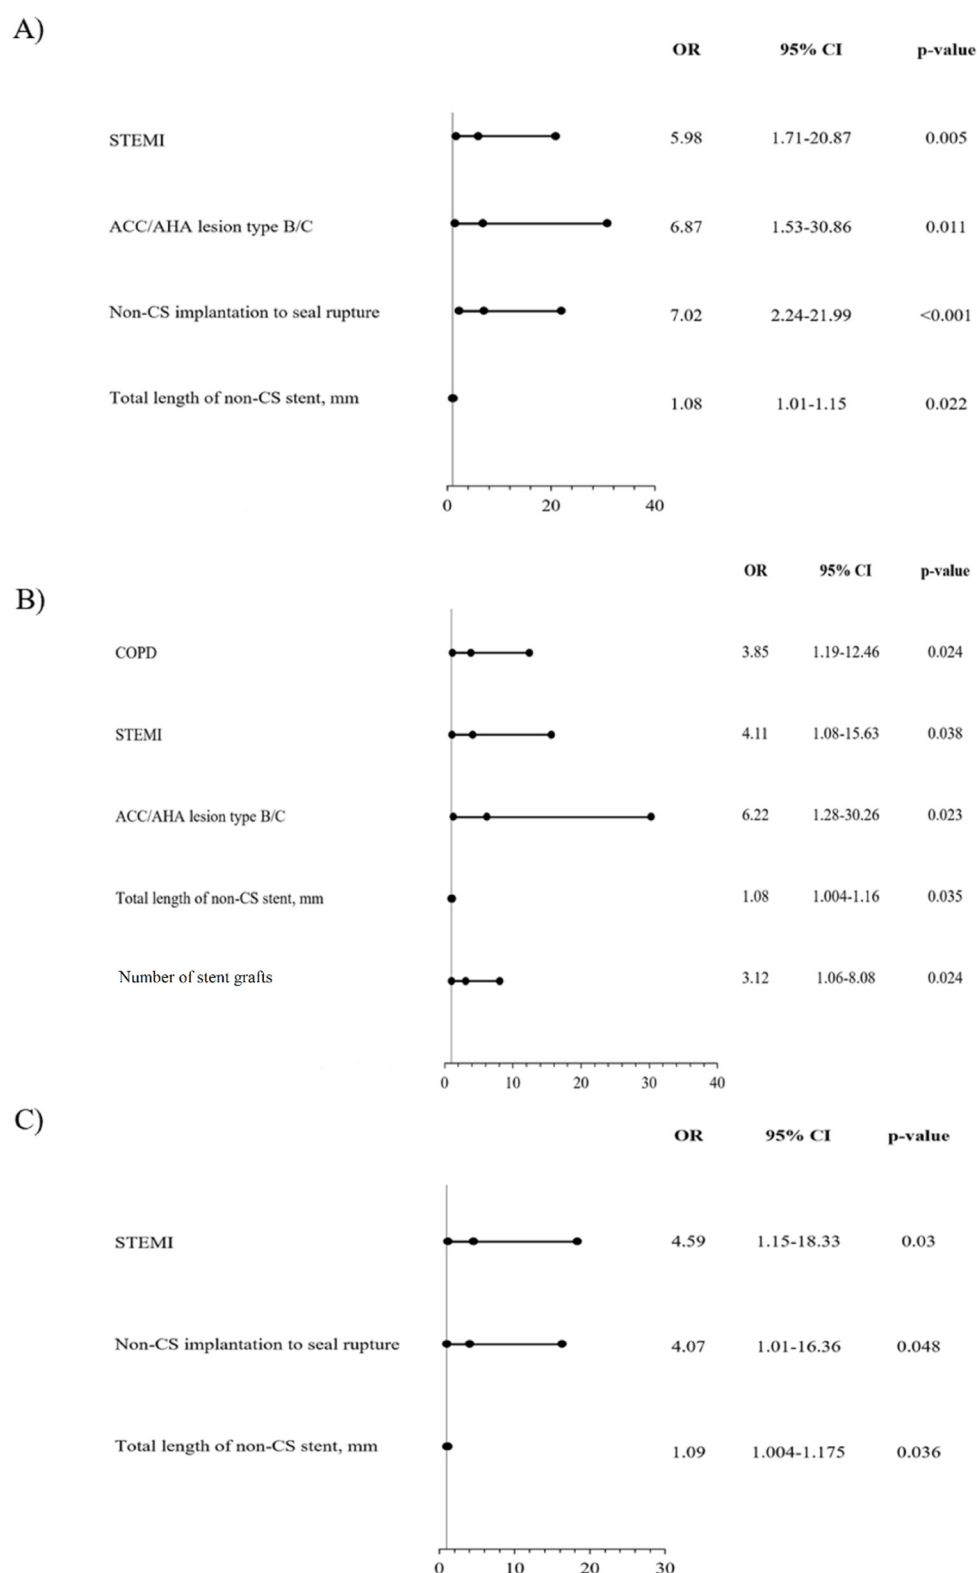 A)
OR 95% CI p-value
STEMI 5.98 1.71-20.87 0.005
ACC/AHA lesion type B/C 6.87 1.53-30.86 0.011
Non-CS implantation to seal rupture 7.02 2.24-21.99 <0.001
Total length of non-CS stent, mm 1.08 1.01-1.15 0.022
0 20 40
OR 95% CI p-value
B)
COPD 3.85 1.19-12.46 0.024
STEMI 4.11 1.08-15.63 0.038
ACC/AHA lesion type B/C 6.22 1.28-30.26 0.023
Total length of non-CS stent, mm 1.08 1.004-1.16 0.035
Number of stent grafts 3.12 1.06-8.08 0.024
0 10 20 30 40
C)
OR 95% CI p-value
STEMI 4.59 1.15-18.33 0.03
Non-CS implantation to seal rupture 4.07 1.01-16.36 0.048
Total length of non-CS stent, mm 1.09 1.004-1.175 0.036
0 10 20 30